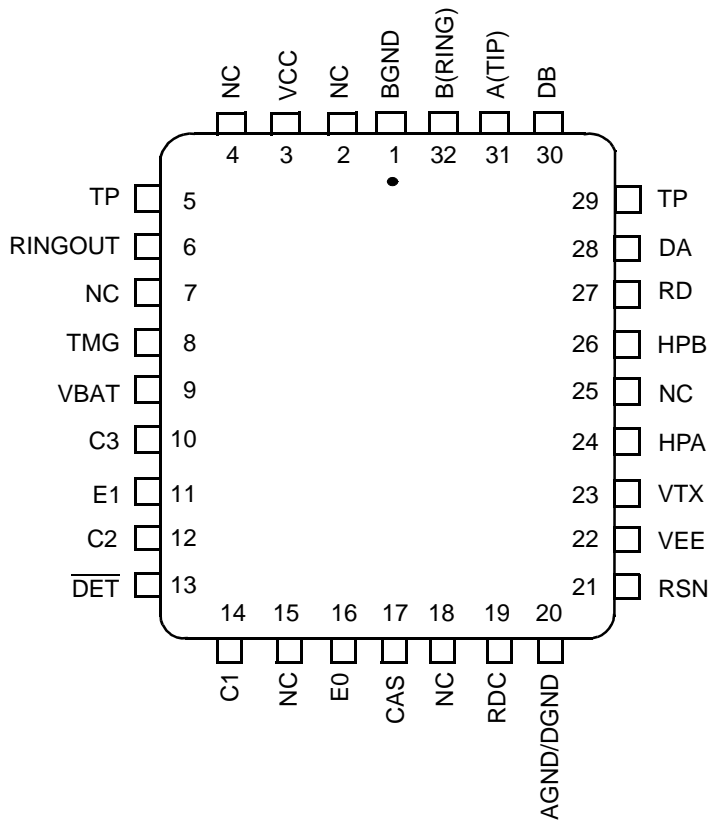 NC VCC NC BGND B(RING) A(TIP) DB
4 3 2 1 32 31 30
TP 5 29 TP
RINGOUT 6 28 DA
NC 7 27 RD
TMG 8 26 HPB
VBAT 9 25 NC
C3 10 24 HPA
E1 11 23 VTX
C2 12 22 VEE
DET 13 21 RSN
14 15 16 17 18 19 20
C1 NC E0 CAS NC RDC AGND/DGND